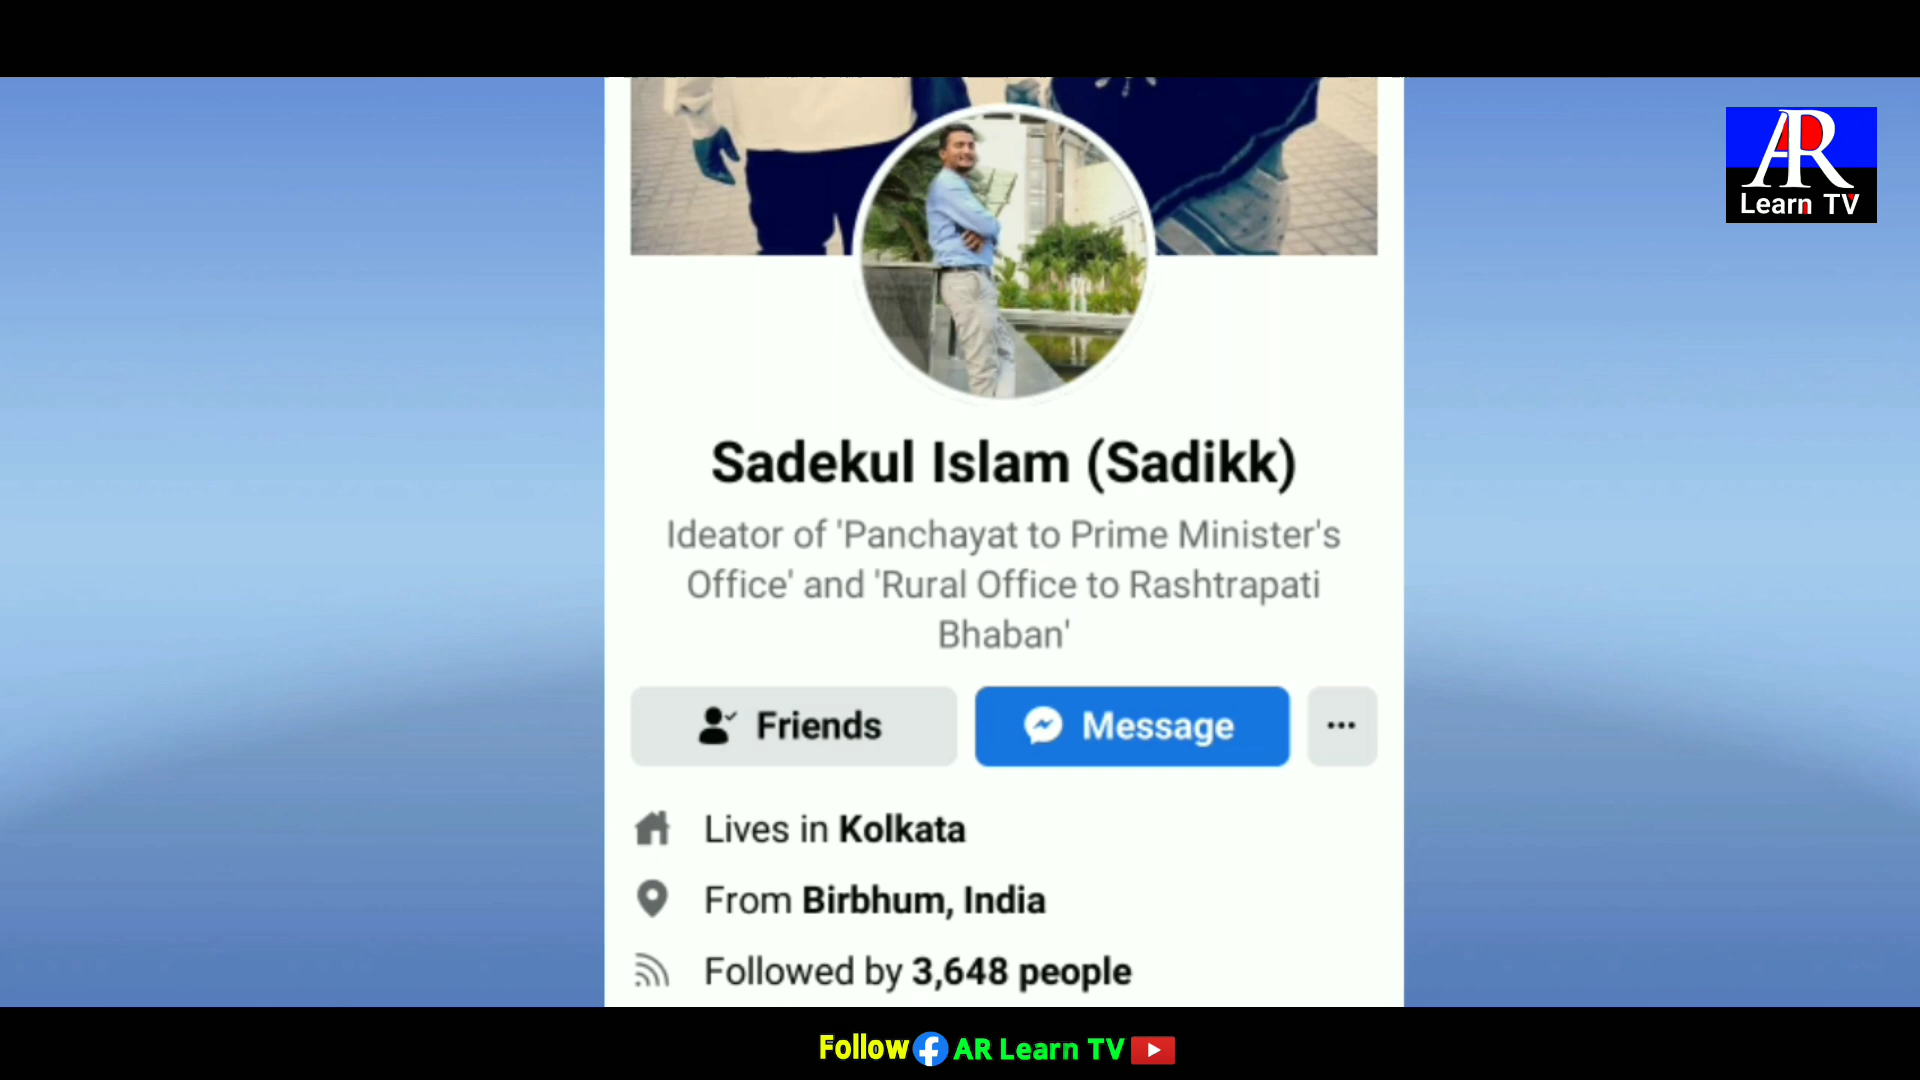 AR
Learn TV
Sadekul Islam (Sadikk)
Ideator of 'Panchayat to Prime Minister's
Office' and 'Rural Office to Rashtrapati
Bhaban'
Friends
Message
Lives in Kolkata
From Birbhum, India
Followed by 3,648 people
Follow AR Learn TV